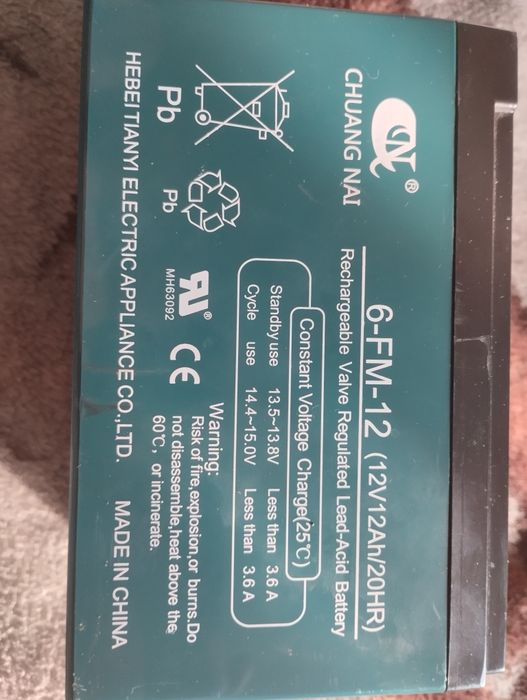 CN®
CHUANG NAI
6-FM-12 (12V12Ah/20HR)
Rechargeable Valve Regulated Lead-Acid Battery
Constant Voltage Charge(25℃)
Standby use 13.5~13.8V Less than 3.6A
Cycle use 14.4~15.0V Less than 3.6A
Pb
Pb
®
MH63092
CE
Warning:
Risk of fire,explosion,or burns.Do
not disassemble,heat above the
60℃, or incinerate.
HEBEI TIANYI ELECTRIC APPLIANCE CO.,LTD. MADE IN CHINA